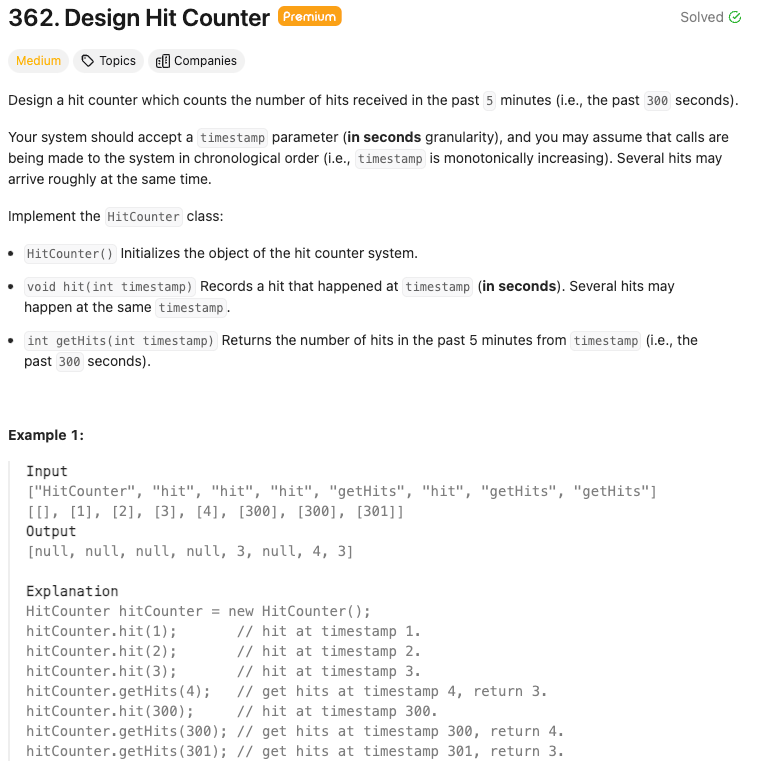 362. Design Hit Counter Premium Solved
Medium Topics Companies
Design a hit counter which counts the number of hits received in the past 5 minutes (i.e., the past 300 seconds).
Your system should accept a timestamp parameter (in seconds granularity), and you may assume that calls are
being made to the system in chronological order (i.e., timestamp is monotonically increasing). Several hits may
arrive roughly at the same time.
Implement the HitCounter class:
• HitCounter() Initializes the object of the hit counter system.
• void hit(int timestamp) Records a hit that happened at timestamp (in seconds). Several hits may
happen at the same timestamp.
• int getHits(int timestamp) Returns the number of hits in the past 5 minutes from timestamp (i.e., the
past 300 seconds).
Example 1:
Input
["HitCounter", "hit", "hit", "hit", "getHits", "hit", "getHits", "getHits"]
[[], [1], [2], [3], [4], [300], [300], [301]]
Output
[null, null, null, null, 3, null, 4, 3]
Explanation
HitCounter hitCounter = new HitCounter();
hitCounter.hit(1);       // hit at timestamp 1.
hitCounter.hit(2);       // hit at timestamp 2.
hitCounter.hit(3);       // hit at timestamp 3.
hitCounter.getHits(4);   // get hits at timestamp 4, return 3.
hitCounter.hit(300);     // hit at timestamp 300.
hitCounter.getHits(300); // get hits at timestamp 300, return 4.
hitCounter.getHits(301); // get hits at timestamp 301, return 3.